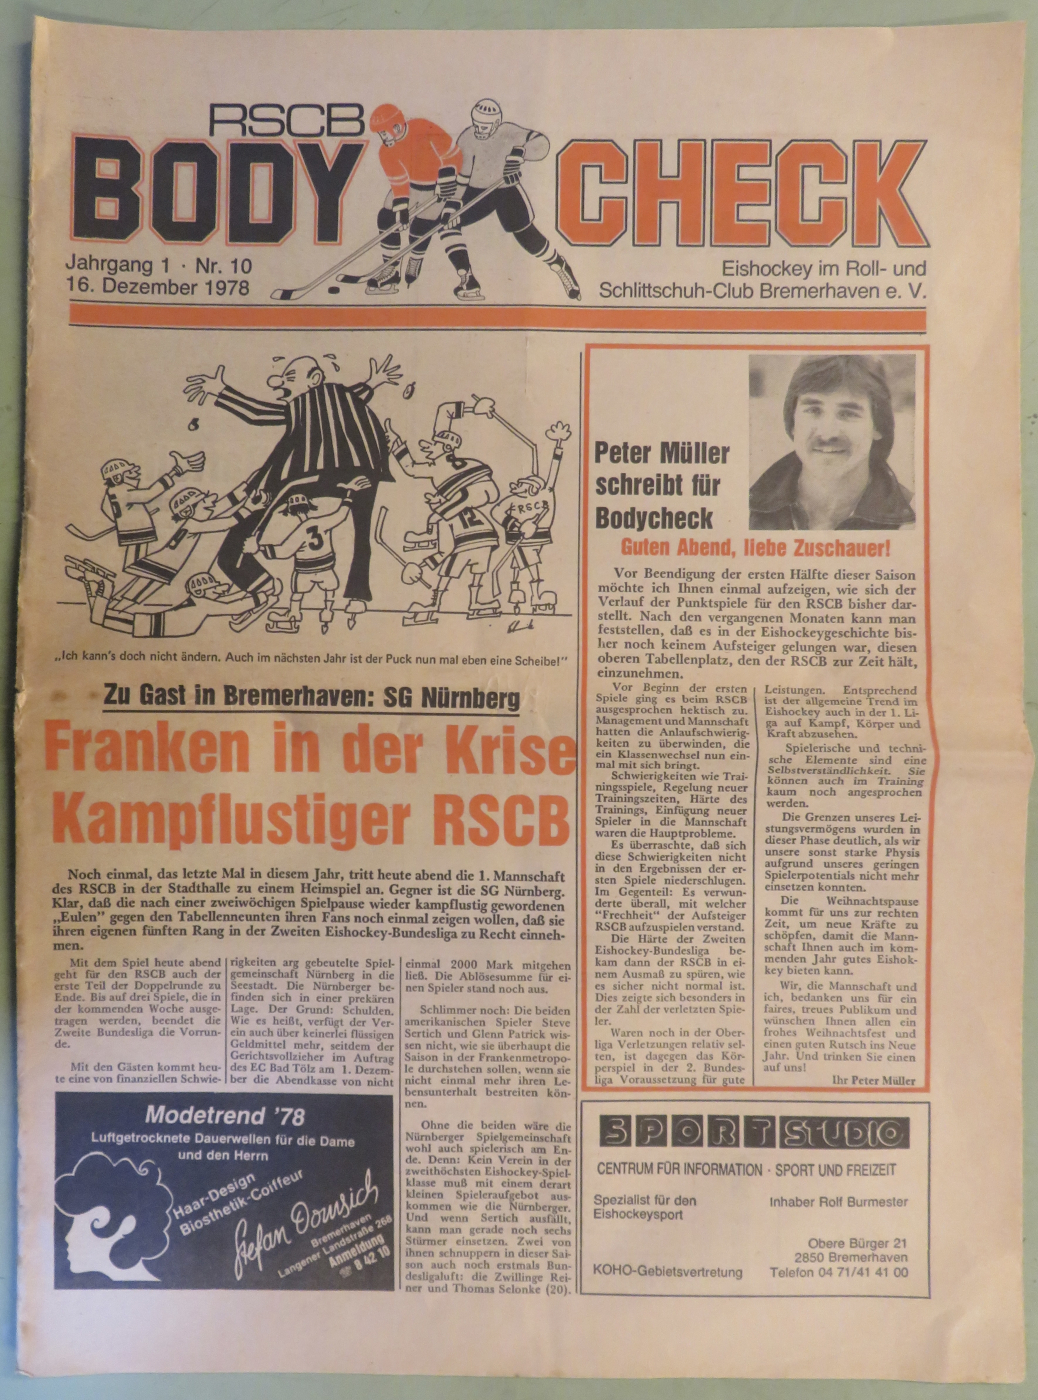 RSCB
BODY CHECK
Jahrgang 1 · Nr. 10
16. Dezember 1978
Eishockey im Roll- und
Schlittschuh-Club Bremerhaven e. V.
3
8
12
RSCB
„Ich kann's doch nicht ändern. Auch im nächsten Jahr ist der Puck nun mal eben eine Scheibe!"
Zu Gast in Bremerhaven: SG Nürnberg
Franken in der Krise
Kampflustiger RSCB
Noch einmal, das letzte Mal in diesem Jahr, tritt heute abend die 1. Mannschaft
des RSCB in der Stadthalle zu einem Heimspiel an. Gegner ist die SG Nürnberg.
Klar, daß die nach einer zweiwöchigen Spielpause wieder kampflustig gewordenen
„Eulen" gegen den Tabellenneunten ihren Fans noch einmal zeigen wollen, daß sie
ihren eigenen fünften Rang in der Zweiten Eishockey-Bundesliga zu Recht einneh-
men.
Mit dem Spiel heute abend
geht für den RSCB auch der
erste Teil der Doppelrunde zu
Ende. Bis auf drei Spiele, die in
der kommenden Woche ausge-
tragen werden, beendet die
Zweite Bundesliga die Vorrun-
de.
Mit den Gästen kommt heu-
te eine von finanziellen Schwie-
rigkeiten arg gebeutelte Spiel-
gemeinschaft Nürnberg in die
Seestadt. Die Nürnberger be-
finden sich in einer prekären
Lage. Der Grund: Schulden.
Wie es heißt, verfügt der Ver-
ein auch über keinerlei flüssigen
Geldmittel mehr, seitdem der
Gerichtsvollzieher im Auftrag
des EC Bad Tölz am 1. Dezem-
ber die Abendkasse von nicht
einmal 2000 Mark mitgehen
ließ. Die Ablösesumme für ei-
nen Spieler stand noch aus.
Schlimmer noch: Die beiden
amerikanischen Spieler Steve
Sertich und Glenn Patrick wis-
sen nicht, wie sie überhaupt die
Saison in der Frankenmetropo-
le durchstehen sollen, wenn sie
nicht einmal mehr ihren Le-
bensunterhalt bestreiten kön-
nen.
Ohne die beiden wäre die
Nürnberger Spielgemeinschaft
wohl auch spielerisch am En-
de. Denn: Kein Verein in der
zweithöchsten Eishockey-Spiel-
klasse muß mit einem derart
kleinen Spieleraufgebot aus-
kommen wie die Nürnberger.
Und wenn Sertich ausfällt,
kann man gerade noch sechs
Stürmer einsetzen. Zwei von
ihnen schnuppern in dieser Sai-
son auch noch erstmals Bun-
desligaluft: die Zwillinge Rei-
ner und Thomas Selonke (20).
Modetrend '78
Luftgetrocknete Dauerwellen für die Dame
und den Herrn
Haar-Design
Biosthetik-Coiffeur
Stefan Domsich
Bremerhaven
Langener Landstraße 268
Anmeldung
☎ 8 42 10
Peter Müller
schreibt für
Bodycheck
Guten Abend, liebe Zuschauer!
Vor Beendigung der ersten Hälfte dieser Saison
möchte ich Ihnen einmal aufzeigen, wie sich der
Verlauf der Punktspiele für den RSCB bisher dar-
stellt. Nach den vergangenen Monaten kann man
feststellen, daß es in der Eishockeygeschichte bis-
her noch keinem Aufsteiger gelungen war, diesen
oberen Tabellenplatz, den der RSCB zur Zeit hält,
einzunehmen.
Vor Beginn der ersten
Spiele ging es beim RSCB
ausgesprochen hektisch zu.
Management und Mannschaft
hatten die Anlaufschwierig-
keiten zu überwinden, die
ein Klassenwechsel nun ein-
mal mit sich bringt.
Schwierigkeiten wie Trai-
ningsspiele, Regelung neuer
Trainingszeiten, Härte des
Trainings, Einfügung neuer
Spieler in die Mannschaft
waren die Hauptprobleme.
Es überraschte, daß sich
diese Schwierigkeiten nicht
in den Ergebnissen der er-
sten Spiele niederschlugen.
Im Gegenteil: Es verwun-
derte überall, mit welcher
"Frechheit" der Aufsteiger
RSCB aufzuspielen verstand.
Die Härte der Zweiten
Eishockey-Bundesliga be-
kam dann der RSCB in ei-
nem Ausmaß zu spüren, wie
es sicher nicht normal ist.
Dies zeigte sich besonders in
der Zahl der verletzten Spie-
ler.
Waren noch in der Ober-
liga Verletzungen relativ sel-
ten, ist dagegen das Kör-
perspiel in der 2. Bundes-
liga Voraussetzung für gute
Leistungen. Entsprechend
ist der allgemeine Trend im
Eishockey auch in der 1. Li-
ga auf Kampf, Körper und
Kraft abzusehen.
Spielerische und techni-
sche Elemente sind eine
Selbstverständlichkeit. Sie
können auch im Training
kaum noch angesprochen
werden.
Die Grenzen unseres Lei-
stungsvermögens wurden in
dieser Phase deutlich, als wir
unsere sonst starke Physis
aufgrund unseres geringen
Spielerpotentials nicht mehr
einsetzen konnten.
Die Weihnachtspause
kommt für uns zur rechten
Zeit, um neue Kräfte zu
schöpfen, damit die Mann-
schaft Ihnen auch im kom-
menden Jahr gutes Eishok-
key bieten kann.
Wir, die Mannschaft und
ich, bedanken uns für ein
faires, treues Publikum und
wünschen Ihnen allen ein
frohes Weihnachtsfest und
einen guten Rutsch ins Neue
Jahr. Und trinken Sie einen
auf uns!
Ihr Peter Müller
SPORTSTUDIO
CENTRUM FÜR INFORMATION · SPORT UND FREIZEIT
Spezialist für den
Eishockeysport
Inhaber Rolf Burmester
Obere Bürger 21
2850 Bremerhaven
KOHO-Gebietsvertretung
Telefon 04 71/41 41 00